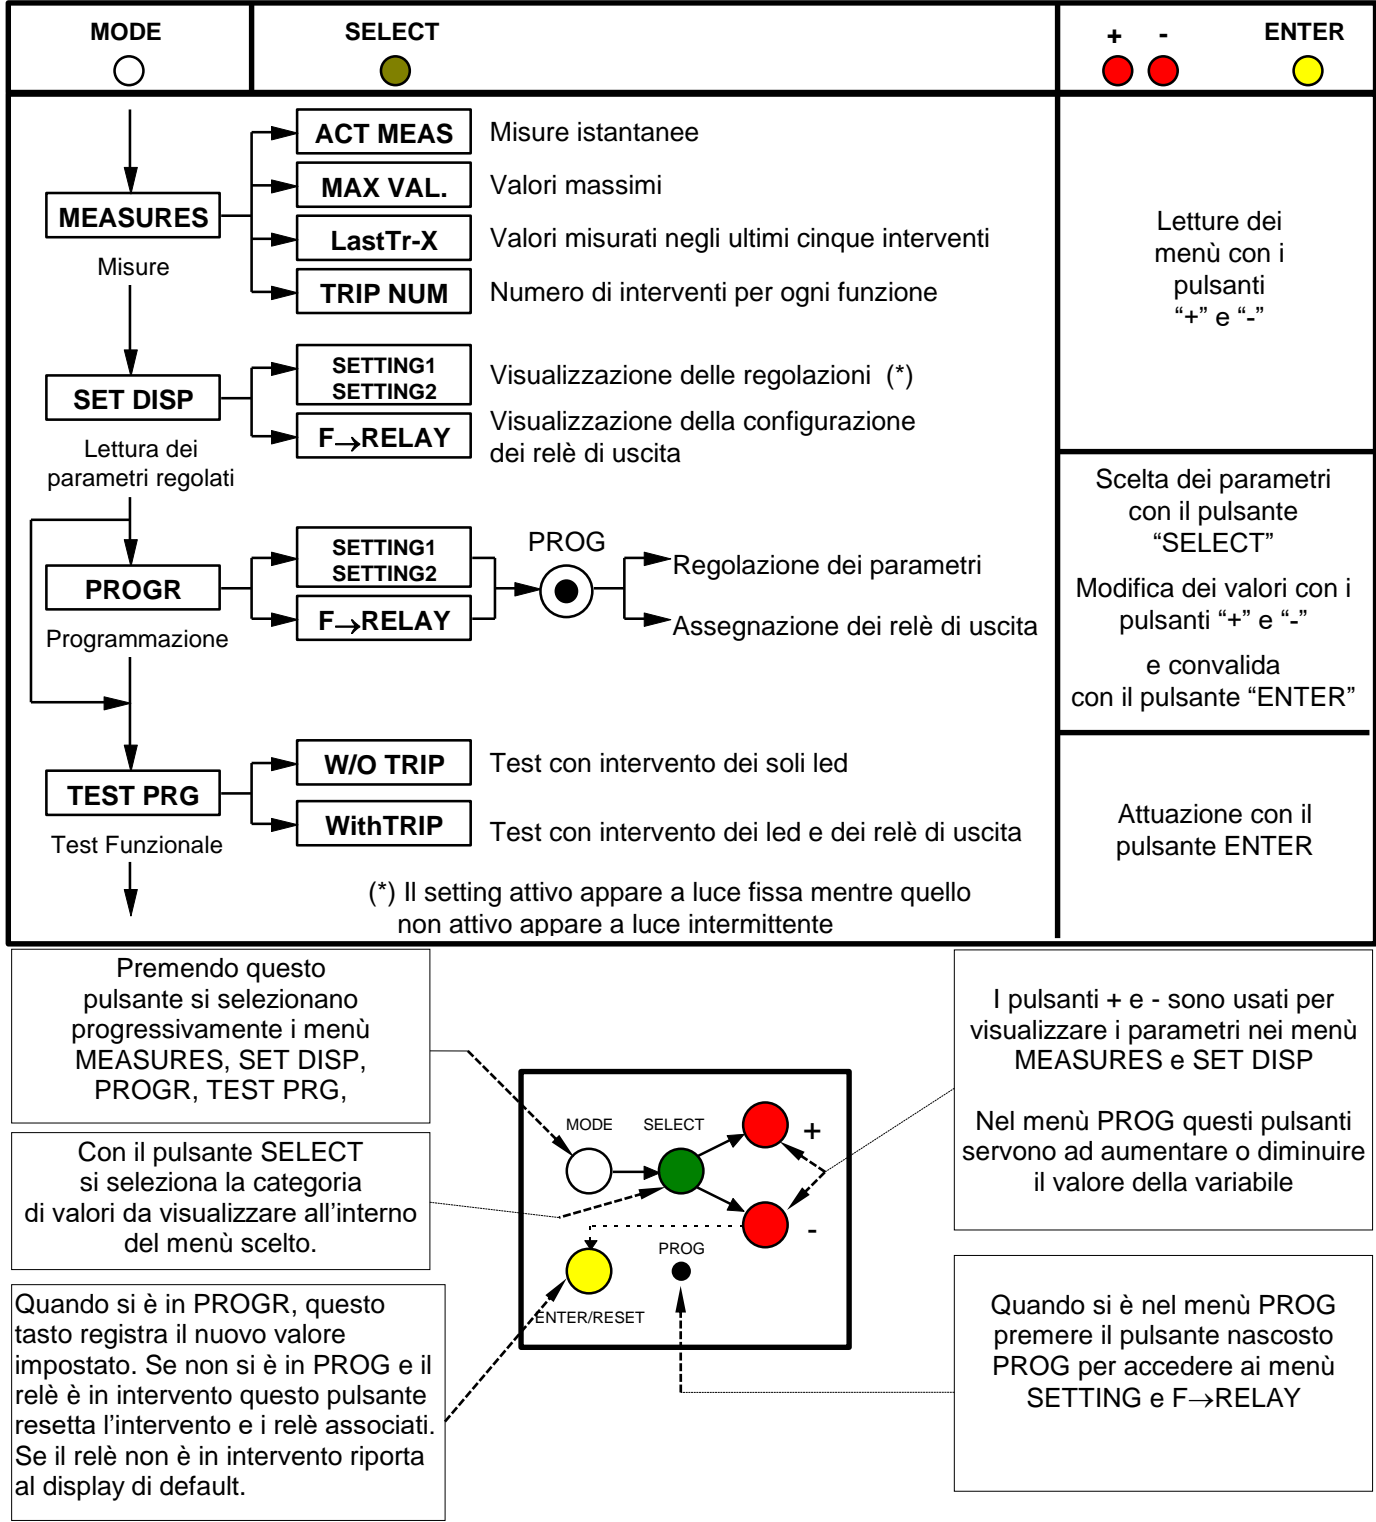 MODE
SELECT
+ -
ENTER
ACT MEAS
Misure istantanee
MAX VAL.
Valori massimi
MEASURES
LastTr-X
Valori misurati negli ultimi cinque interventi
Misure
TRIP NUM
Numero di interventi per ogni funzione
Letture dei
menù con i
pulsanti
“+” e “-”
SETTING1
SETTING2
Visualizzazione delle regolazioni (*)
SET DISP
F→RELAY
Visualizzazione della configurazione
dei relè di uscita
Lettura dei
parametri regolati
SETTING1
SETTING2
PROG
Regolazione dei parametri
PROGR
F→RELAY
Assegnazione dei relè di uscita
Programmazione
Scelta dei parametri
con il pulsante
“SELECT”
Modifica dei valori con i
pulsanti “+” e “-”
e convalida
con il pulsante “ENTER”
W/O TRIP
Test con intervento dei soli led
TEST PRG
WithTRIP
Test con intervento dei led e dei relè di uscita
Test Funzionale
Attuazione con il
pulsante ENTER
(*) Il setting attivo appare a luce fissa mentre quello
non attivo appare a luce intermittente
Premendo questo
pulsante si selezionano
progressivamente i menù
MEASURES, SET DISP,
PROGR, TEST PRG,
Con il pulsante SELECT
si seleziona la categoria
di valori da visualizzare all’interno
del menù scelto.
Quando si è in PROGR, questo
tasto registra il nuovo valore
impostato. Se non si è in PROG e il
relè è in intervento questo pulsante
resetta l’intervento e i relè associati.
Se il relè non è in intervento riporta
al display di default.
MODE
SELECT
+
-
PROG
ENTER/RESET
I pulsanti + e - sono usati per
visualizzare i parametri nei menù
MEASURES e SET DISP
Nel menù PROG questi pulsanti
servono ad aumentare o diminuire
il valore della variabile
Quando si è nel menù PROG
premere il pulsante nascosto
PROG per accedere ai menù
SETTING e F→RELAY